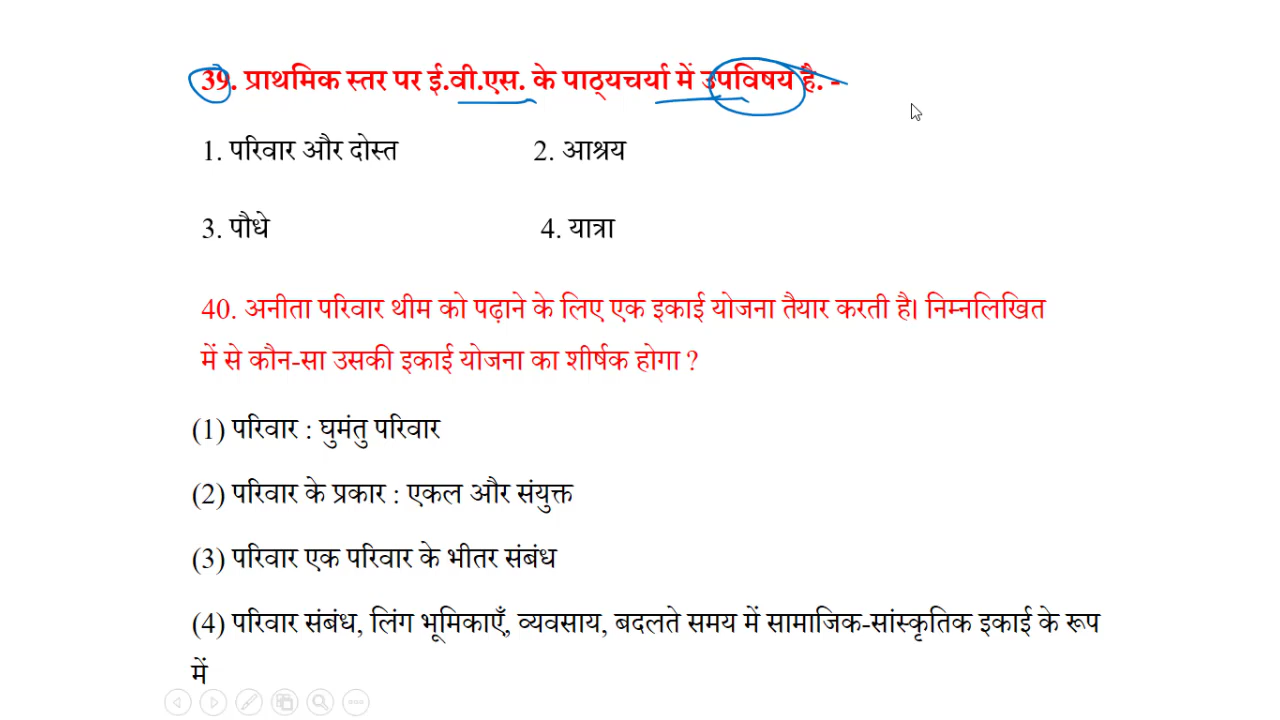 39. प्राथमिक स्तर पर ई.वी.एस. के पाठ्यचर्या में उपविषय है. -
1. परिवार और दोस्त 2. आश्रय
3. पौधे 4. यात्रा
40. अनीता परिवार थीम को पढ़ाने के लिए एक इकाई योजना तैयार करती है। निम्नलिखित
में से कौन-सा उसकी इकाई योजना का शीर्षक होगा ?
(1) परिवार : घुमंतु परिवार
(2) परिवार के प्रकार : एकल और संयुक्त
(3) परिवार एक परिवार के भीतर संबंध
(4) परिवार संबंध, लिंग भूमिकाएँ, व्यवसाय, बदलते समय में सामाजिक-सांस्कृतिक इकाई के रूप
में